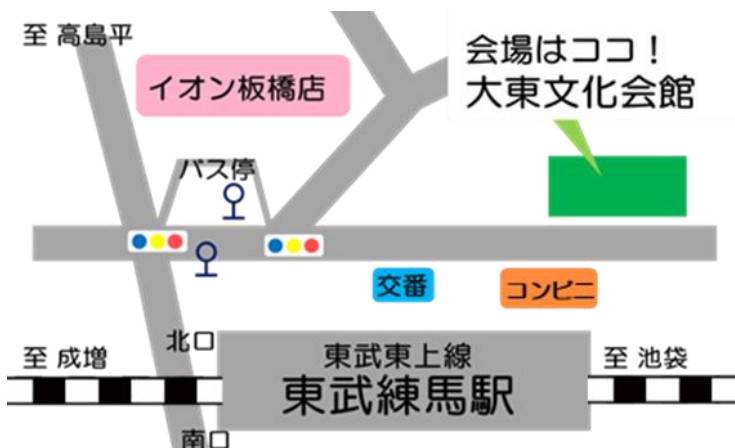 至 高島平
会場はココ！
大東文化会館
イオン板橋店
バス停
交番
コンビニ
北口
東武東上線
東武練馬駅
至 成増
至 池袋
南口